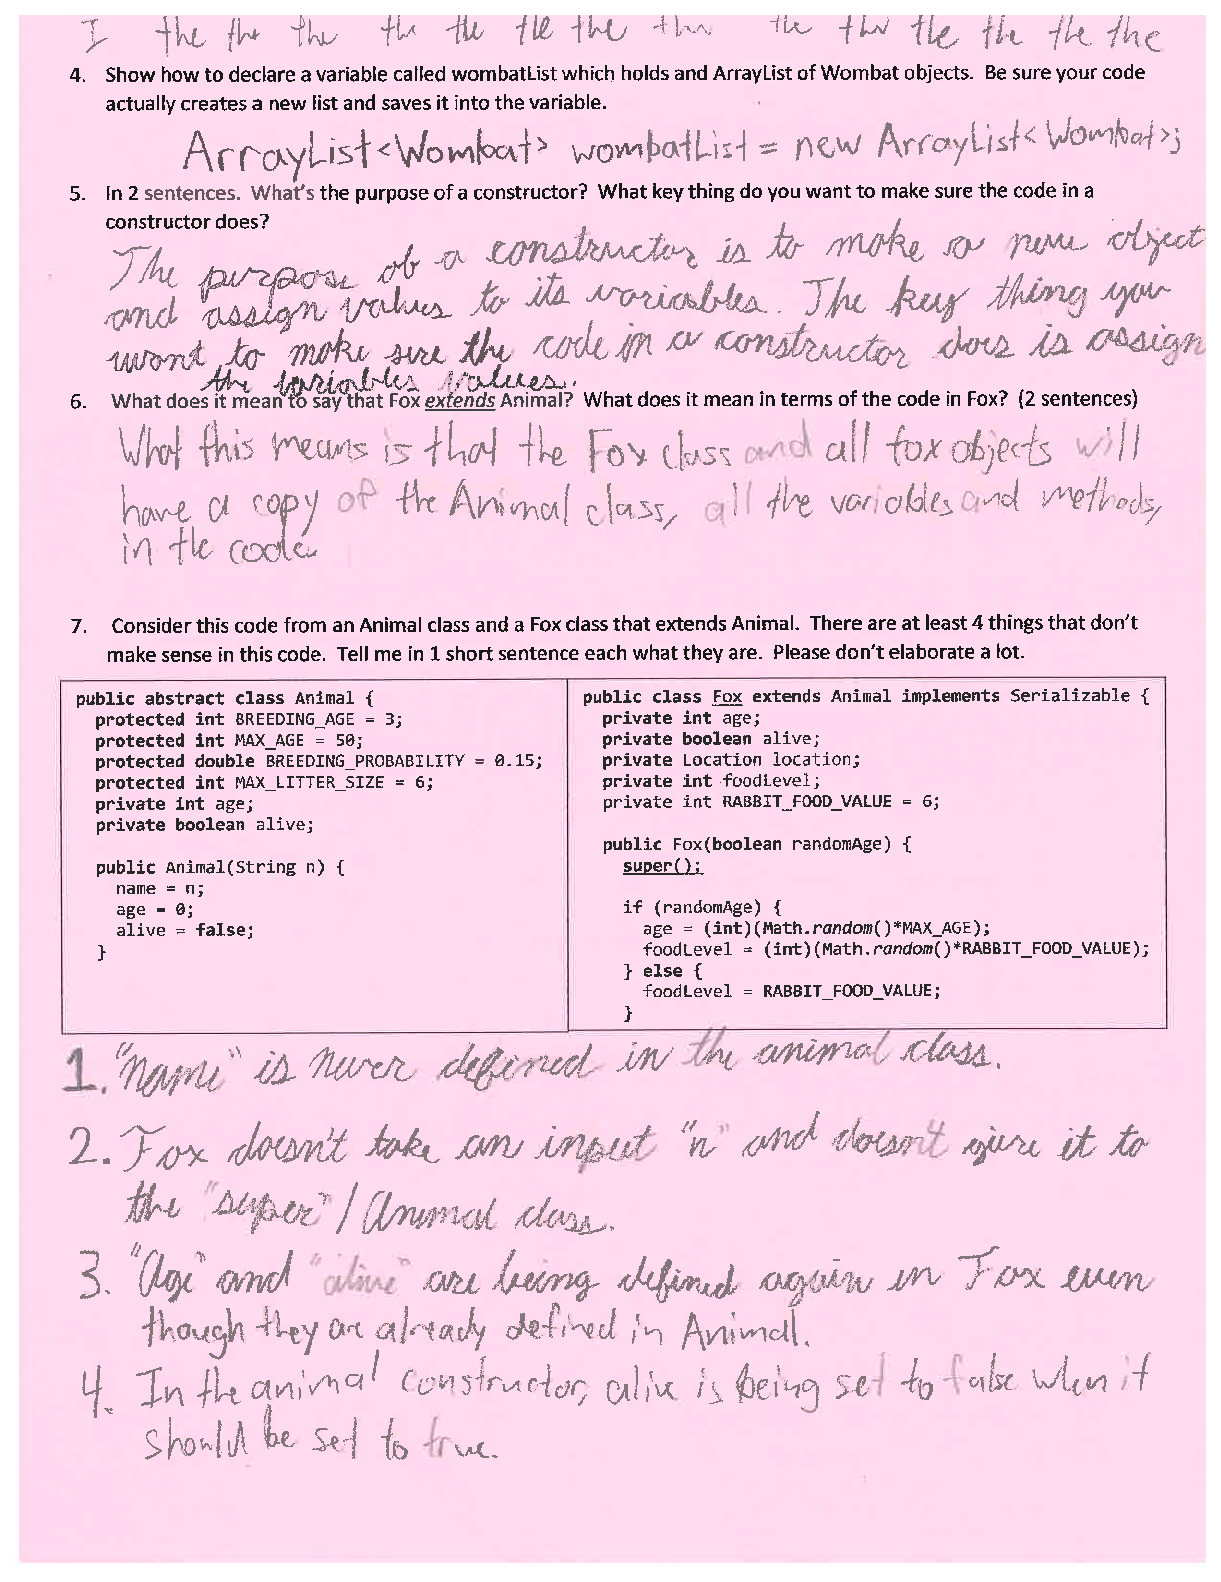 I the the the the the the the the the the the the the the the
4. Show how to declare a variable called wombatList which holds and ArrayList of Wombat objects. Be sure your code
actually creates a new list and saves it into the variable.
ArrayList<Wombat> wombatList = new ArrayList<Wombat>;
5. In 2 sentences. What's the purpose of a constructor? What key thing do you want to make sure the code in a
constructor does?
The purpose of a constructor is to make a new object
and assign values to its variables. The key thing you
want to make sure the code in a constructor does is assign
the variables values.
6. What does it mean to say that Fox extends Animal? What does it mean in terms of the code in Fox? (2 sentences)
What this means is that the Fox class and all fox objects will
have a copy of the Animal class, all the variables and methods,
in the code.
7. Consider this code from an Animal class and a Fox class that extends Animal. There are at least 4 things that don't
make sense in this code. Tell me in 1 short sentence each what they are. Please don't elaborate a lot.
public abstract class Animal {
protected int BREEDING_AGE = 3;
protected int MAX_AGE = 50;
protected double BREEDING_PROBABILITY = 0.15;
protected int MAX_LITTER_SIZE = 6;
private int age;
private boolean alive;
public Animal(String n) {
name = n;
age = 0;
alive = false;
}
public class Fox extends Animal implements Serializable {
private int age;
private boolean alive;
private Location location;
private int foodLevel;
private int RABBIT_FOOD_VALUE = 6;
public Fox(boolean randomAge) {
super();
if (randomAge) {
age = (int)(Math.random()*MAX_AGE);
foodLevel = (int)(Math.random()*RABBIT_FOOD_VALUE);
} else {
foodLevel = RABBIT_FOOD_VALUE;
}
1. "name" is never defined in the animal class.
2. Fox doesn't take an input "n" and doesn't give it to
the "super"/Animal class.
3. "Age" and "alive" are being defined again in Fox even
though they are already defined in Animal.
4. In the animal constructor, alive is being set to false when it
should be set to true.